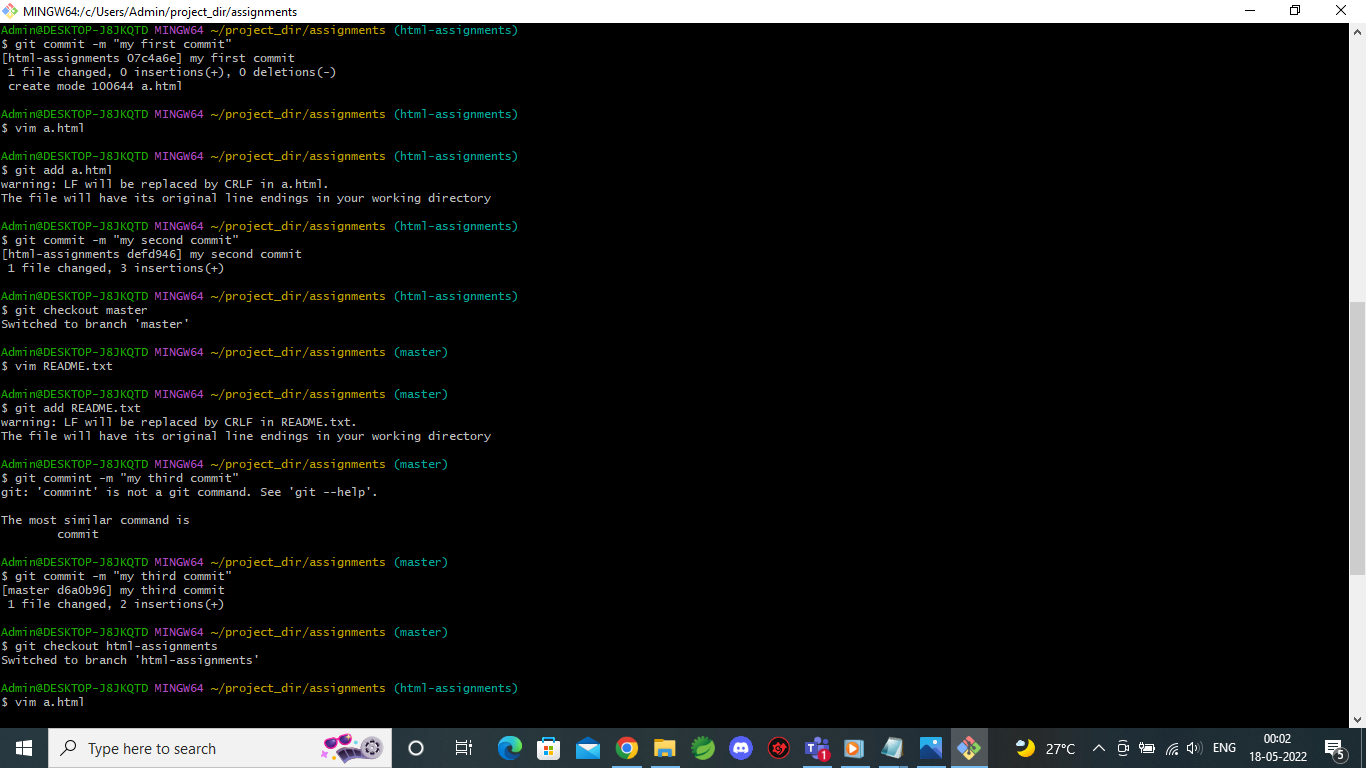 MINGW64:/c/Users/Admin/project_dir/assignments
Admin@DESKTOP-J8JKQTD MINGW64 ~/project_dir/assignments (html-assignments)
$ git commit -m "my first commit"
[html-assignments 07c4a6e] my first commit
 1 file changed, 0 insertions(+), 0 deletions(-)
 create mode 100644 a.html

Admin@DESKTOP-J8JKQTD MINGW64 ~/project_dir/assignments (html-assignments)
$ vim a.html

Admin@DESKTOP-J8JKQTD MINGW64 ~/project_dir/assignments (html-assignments)
$ git add a.html
warning: LF will be replaced by CRLF in a.html.
The file will have its original line endings in your working directory

Admin@DESKTOP-J8JKQTD MINGW64 ~/project_dir/assignments (html-assignments)
$ git commit -m "my second commit"
[html-assignments defd946] my second commit
 1 file changed, 3 insertions(+)

Admin@DESKTOP-J8JKQTD MINGW64 ~/project_dir/assignments (html-assignments)
$ git checkout master
Switched to branch 'master'

Admin@DESKTOP-J8JKQTD MINGW64 ~/project_dir/assignments (master)
$ vim README.txt

Admin@DESKTOP-J8JKQTD MINGW64 ~/project_dir/assignments (master)
$ git add README.txt
warning: LF will be replaced by CRLF in README.txt.
The file will have its original line endings in your working directory

Admin@DESKTOP-J8JKQTD MINGW64 ~/project_dir/assignments (master)
$ git commint -m "my third commit"
git: 'commint' is not a git command. See 'git --help'.

The most similar command is
        commit

Admin@DESKTOP-J8JKQTD MINGW64 ~/project_dir/assignments (master)
$ git commit -m "my third commit"
[master d6a0b96] my third commit
 1 file changed, 2 insertions(+)

Admin@DESKTOP-J8JKQTD MINGW64 ~/project_dir/assignments (master)
$ git checkout html-assignments
Switched to branch 'html-assignments'

Admin@DESKTOP-J8JKQTD MINGW64 ~/project_dir/assignments (html-assignments)
$ vim a.html
Type here to search
1
27°C
ENG
00:02
18-05-2022
5